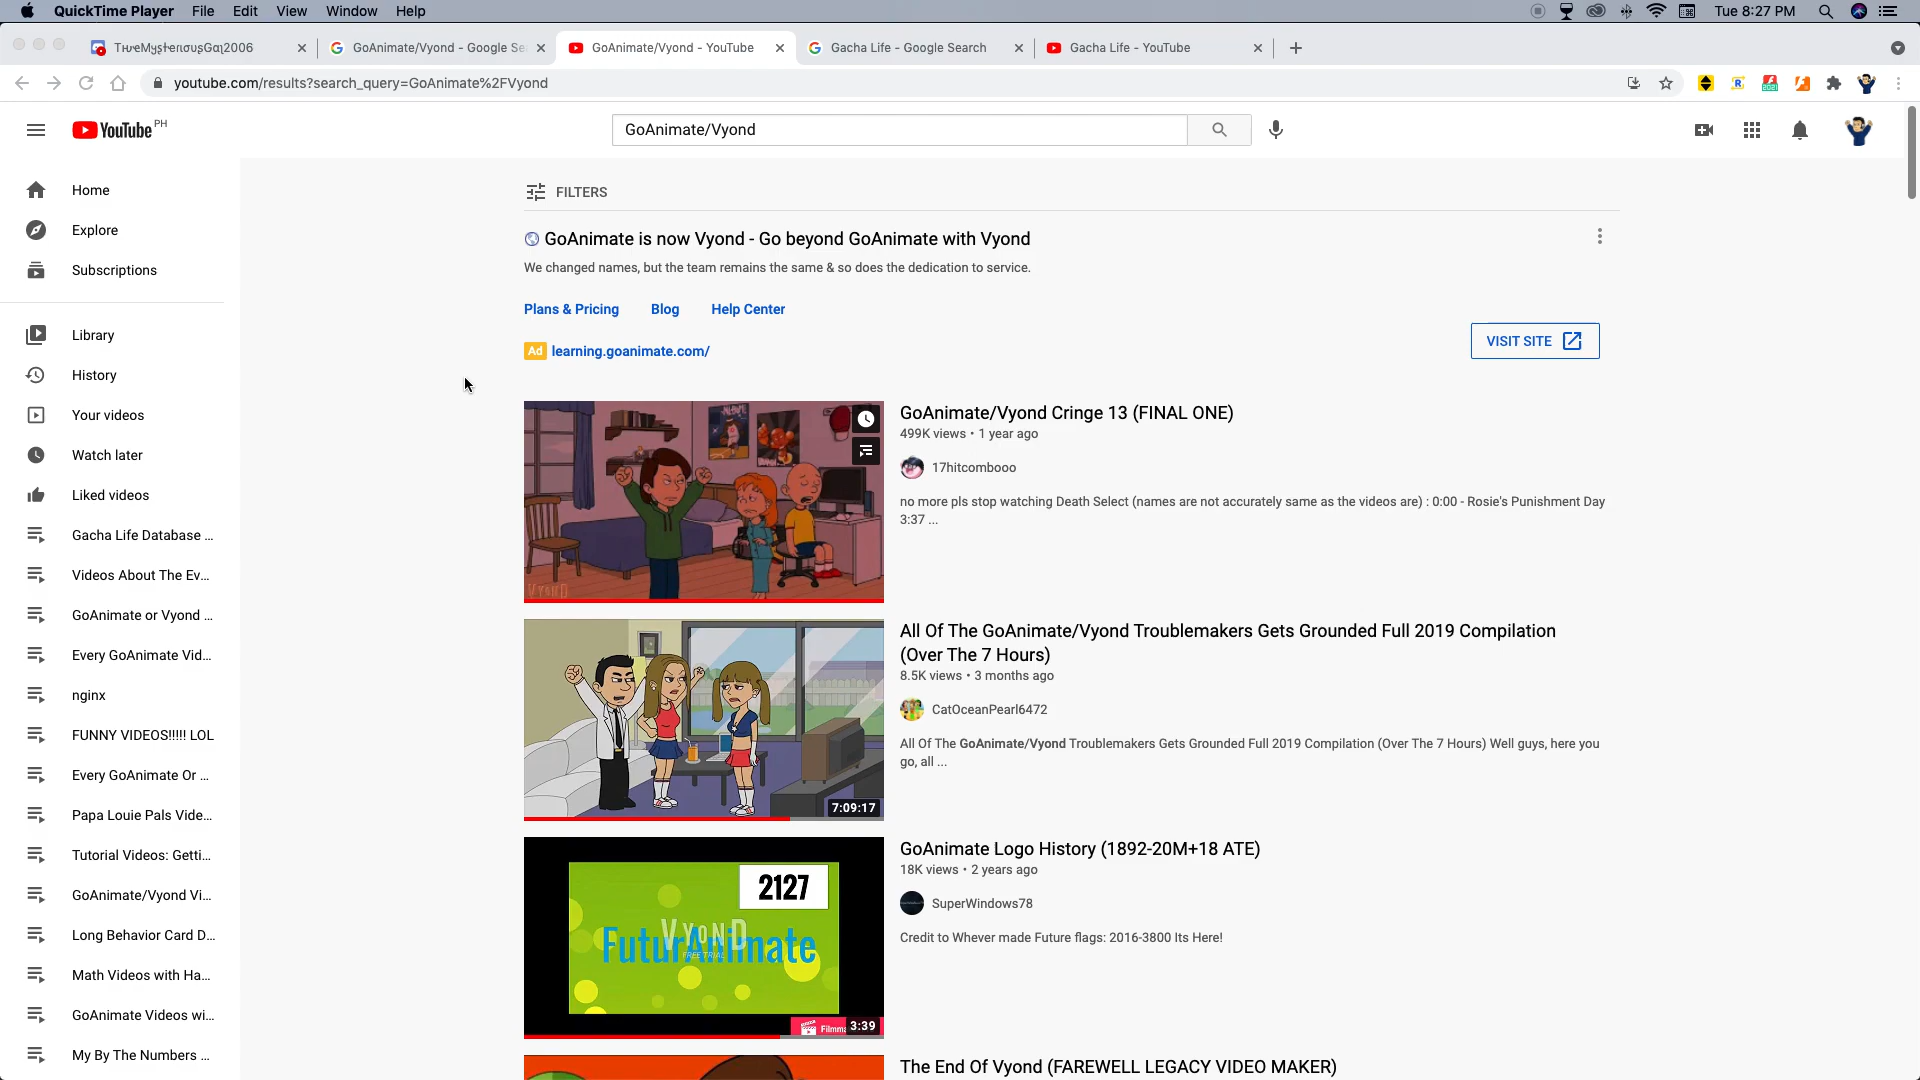 QuickTime Player File Edit View Window Help Tue 8:27 PM
GoAnimate/Vyond - Google Se
GoAnimate/Vyond - YouTube
Gacha Life - Google Search
Gacha Life - YouTube
youtube.com/results?search_query=GoAnimate%2FVyond
YouTube PH
GoAnimate/Vyond
Home
Explore
Subscriptions
Library
History
Your videos
Watch later
Liked videos
Gacha Life Database ...
Videos About The Ev...
GoAnimate or Vyond ...
Every GoAnimate Vid...
nginx
FUNNY VIDEOS!!!!! LOL
Every GoAnimate Or ...
Papa Louie Pals Vide...
Tutorial Videos: Getti...
GoAnimate/Vyond Vi...
Long Behavior Card D...
Math Videos with Ha...
GoAnimate Videos wi...
My By The Numbers ...
FILTERS
GoAnimate is now Vyond - Go beyond GoAnimate with Vyond
We changed names, but the team remains the same & so does the dedication to service.
Plans & Pricing Blog Help Center
Ad learning.goanimate.com/
VISIT SITE
VYOND
GoAnimate/Vyond Cringe 13 (FINAL ONE)
499K views • 1 year ago
17hitcombooo
no more pls stop watching Death Select (names are not accurately same as the videos are) : 0:00 - Rosie's Punishment Day
3:37 ...
7:09:17
All Of The GoAnimate/Vyond Troublemakers Gets Grounded Full 2019 Compilation
(Over The 7 Hours)
8.5K views • 3 months ago
CatOceanPearl6472
All Of The GoAnimate/Vyond Troublemakers Gets Grounded Full 2019 Compilation (Over The 7 Hours) Well guys, here you
go, all ...
2127
VYOND
FuturAnimate
FREE TRIAL
Filmma
3:39
GoAnimate Logo History (1892-20M+18 ATE)
18K views • 2 years ago
SuperWindows78
Credit to Whever made Future flags: 2016-3800 Its Here!
The End Of Vyond (FAREWELL LEGACY VIDEO MAKER)